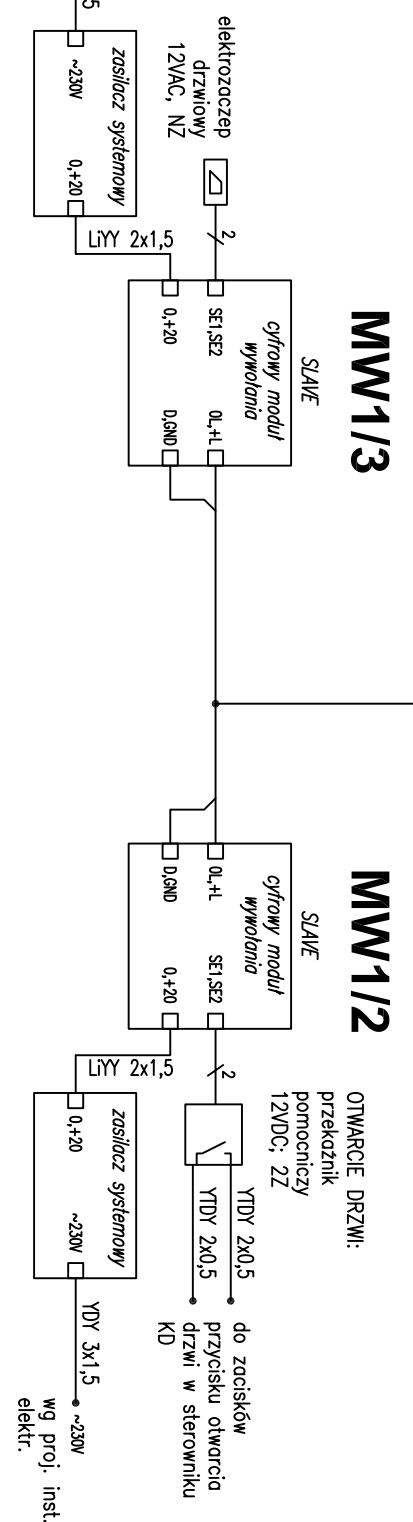 MW1/3
SLAVE
cyfrowy moduł
wywołania
SE1,SE2
0,+20
0L,+L
D,GND
elektrozaczep
drzwiowy
12VAC, NZ
2
LiYY 2x1,5
zasilacz systemowy
~230V
0,+20
5
MW1/2
SLAVE
cyfrowy moduł
wywołania
0L,+L
D,GND
SE1,SE2
0,+20
2
LiYY 2x1,5
OTWARCIE DRZWI:
przekaźnik
pomocniczy
12VDC; 2Z
YTDY 2x0,5
YTDY 2x0,5
do zacisków
przycisku otwarcia
drzwi w sterowniku
KD
zasilacz systemowy
0,+20
~230V
YDY 3x1,5
~230V
wg proj. inst.
elektr.